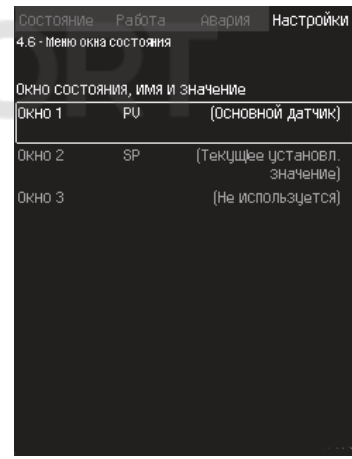 Состояние Работа Авария Настройки
4.6 - Меню окна состояния
Окно состояния, имя и значение
Окно 1 PV (Основной датчик)
Окно 2 SP (Текущее установл.
значение)
Окно 3 (Не используется)